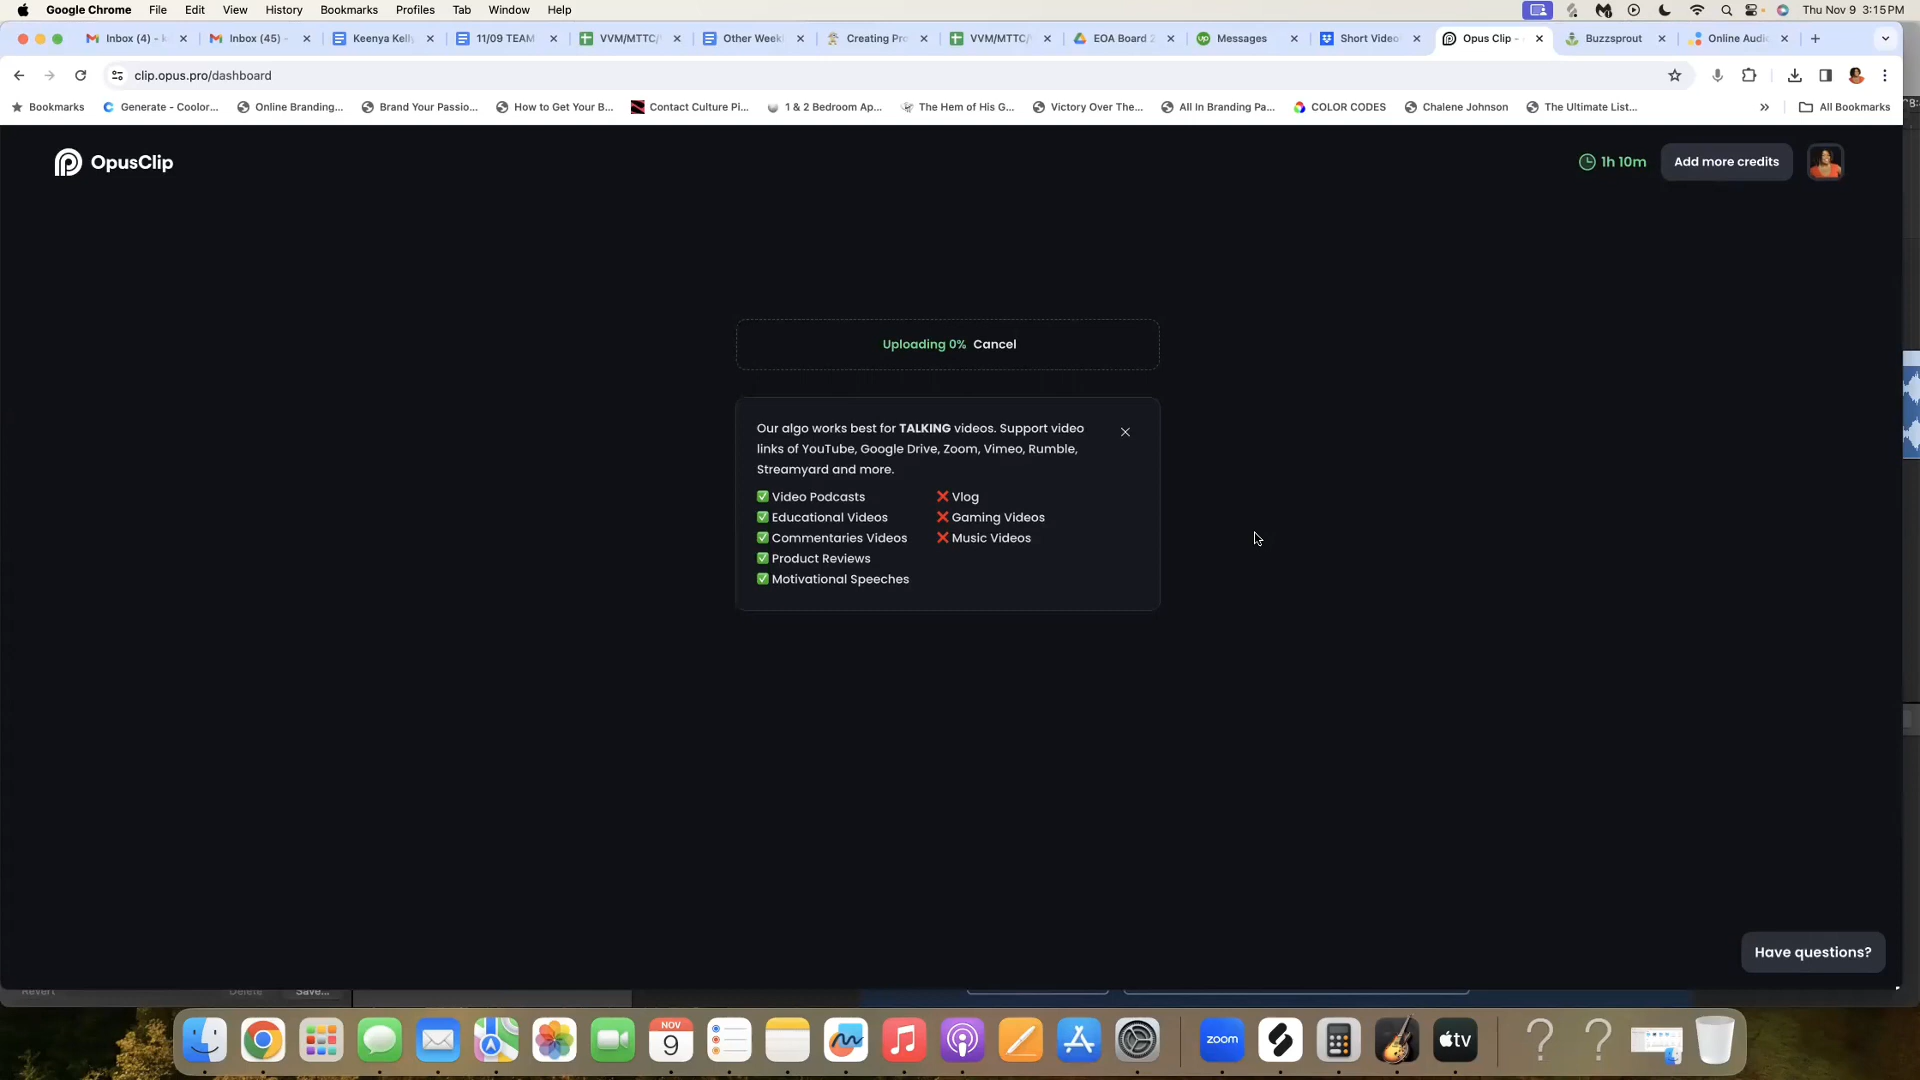 Google Chrome File Edit View History Bookmarks Profiles Tab Window Help Thu Nov 9 3:15 PM
Inbox (4) - Inbox (45) - Keenya Kelly 11/09 TEAM VVM/MTTC/ Other Week Creating Pr VVM/MTTC/ EOA Board 2 Messages Short Video Opus Clip - Buzzsprout Online Audi
clip.opus.pro/dashboard
Bookmarks Generate - Coolor... Online Branding... Brand Your Passio... How to Get Your B... Contact Culture Pi... 1 & 2 Bedroom Ap... The Hem of His G... Victory Over The... All In Branding Pa... COLOR CODES Chalene Johnson The Ultimate List... » All Bookmarks
OpusClip 1h 10m Add more credits
Uploading 0% Cancel
Our algo works best for TALKING videos. Support video
links of YouTube, Google Drive, Zoom, Vimeo, Rumble,
Streamyard and more.
✅ Video Podcasts ❌ Vlog
✅ Educational Videos ❌ Gaming Videos
✅ Commentaries Videos ❌ Music Videos
✅ Product Reviews
✅ Motivational Speeches
Have questions?
Revert Delete Save...
NOV
9
zoom
tv